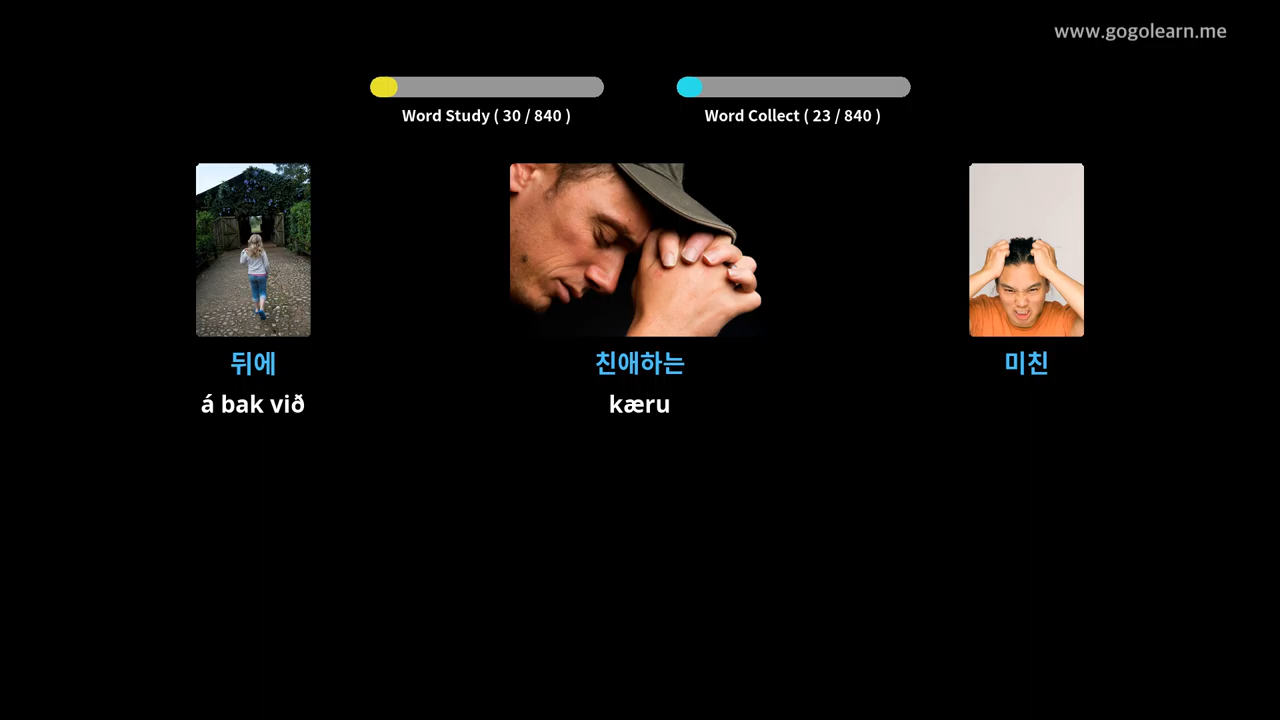 www.gogolearn.me
Word Study ( 30 / 840 )
Word Collect ( 23 / 840 )
뒤에
친애하는
미친
á bak við
kæru